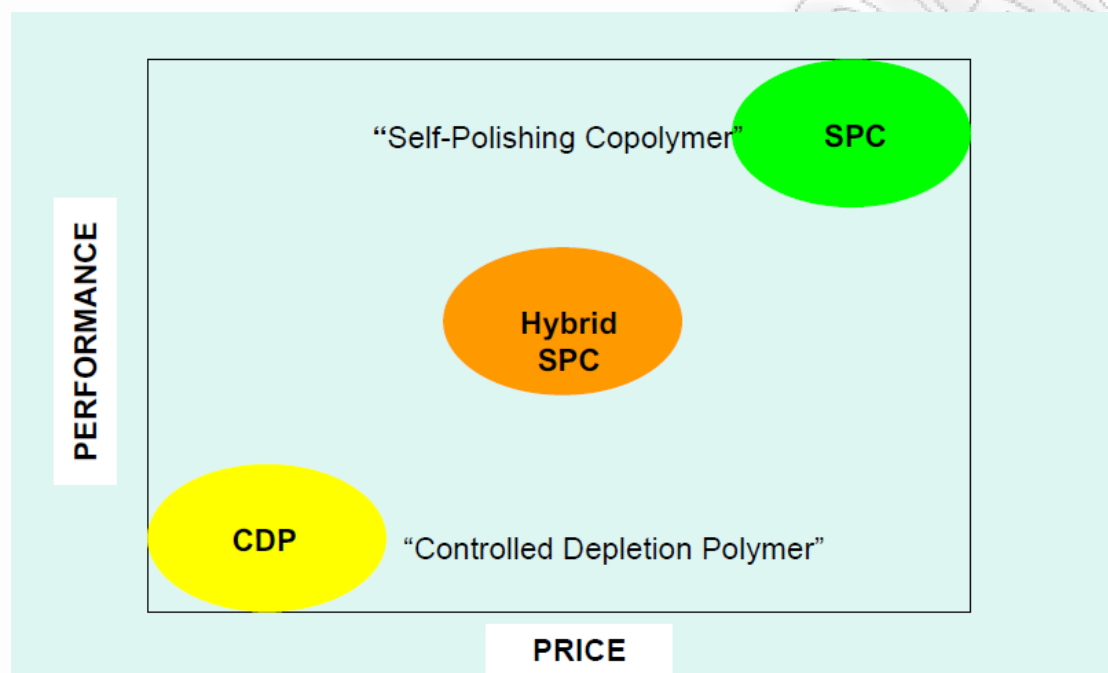 “Self-Polishing Copolymer”
SPC
PERFORMANCE
Hybrid
SPC
CDP
“Controlled Depletion Polymer”
PRICE